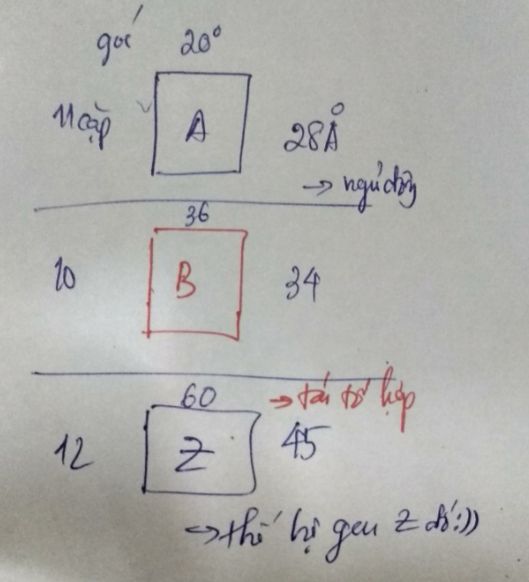 goć 20°
11 cặp A 28Å
→ ngủ đông
36
10 B 34
→ tái tổ hợp
60
12 Z 45
↪ thế hệ gen Z đó:))